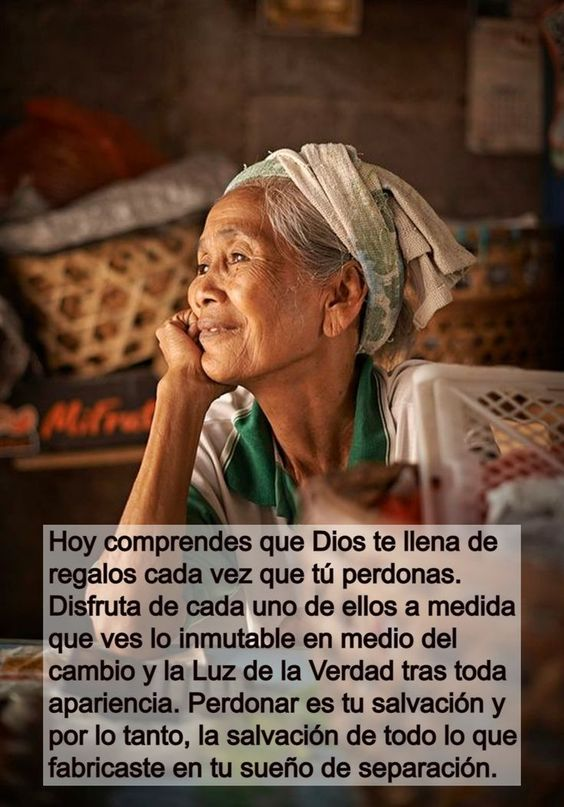 MiFru
Hoy comprendes que Dios te llena de
regalos cada vez que tú perdonas.
Disfruta de cada uno de ellos a medida
que ves lo inmutable en medio del
cambio y la Luz de la Verdad tras toda
apariencia. Perdonar es tu salvación y
por lo tanto, la salvación de todo lo que
fabricaste en tu sueño de separación.